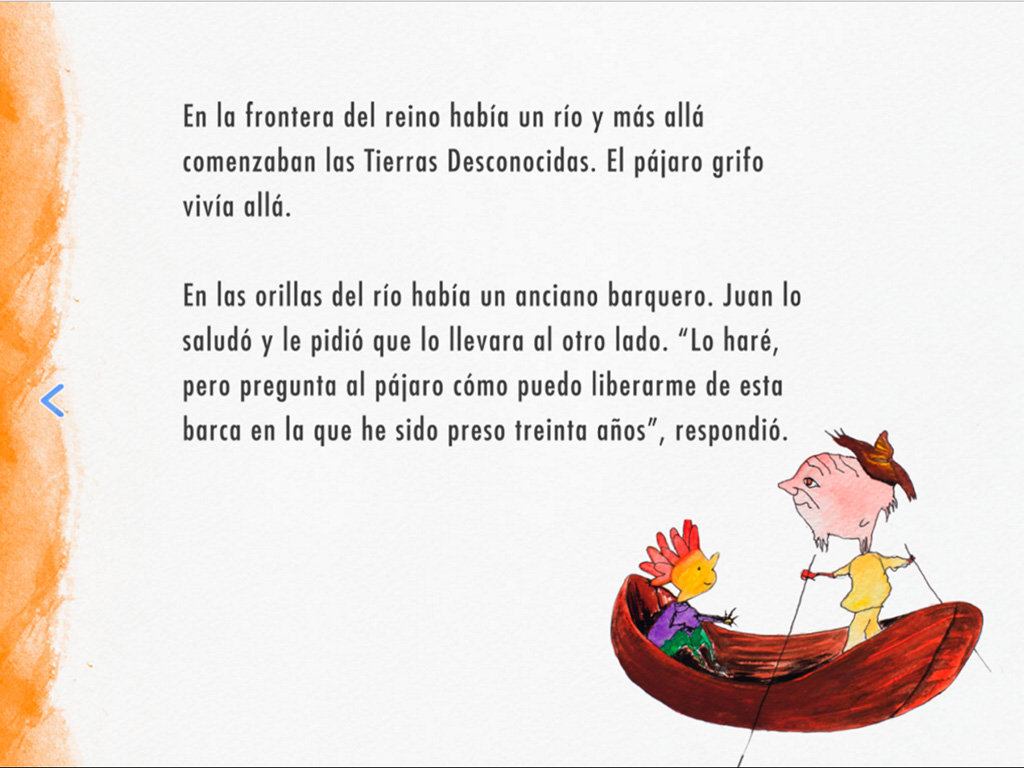 En la frontera del reino había un río y más allá
comenzaban las Tierras Desconocidas. El pájaro grifo
vivía allá.
En las orillas del río había un anciano barquero. Juan lo
saludó y le pidió que lo llevara al otro lado. “Lo haré,
pero pregunta al pájaro cómo puedo liberarme de esta
barca en la que he sido preso treinta años”, respondió.